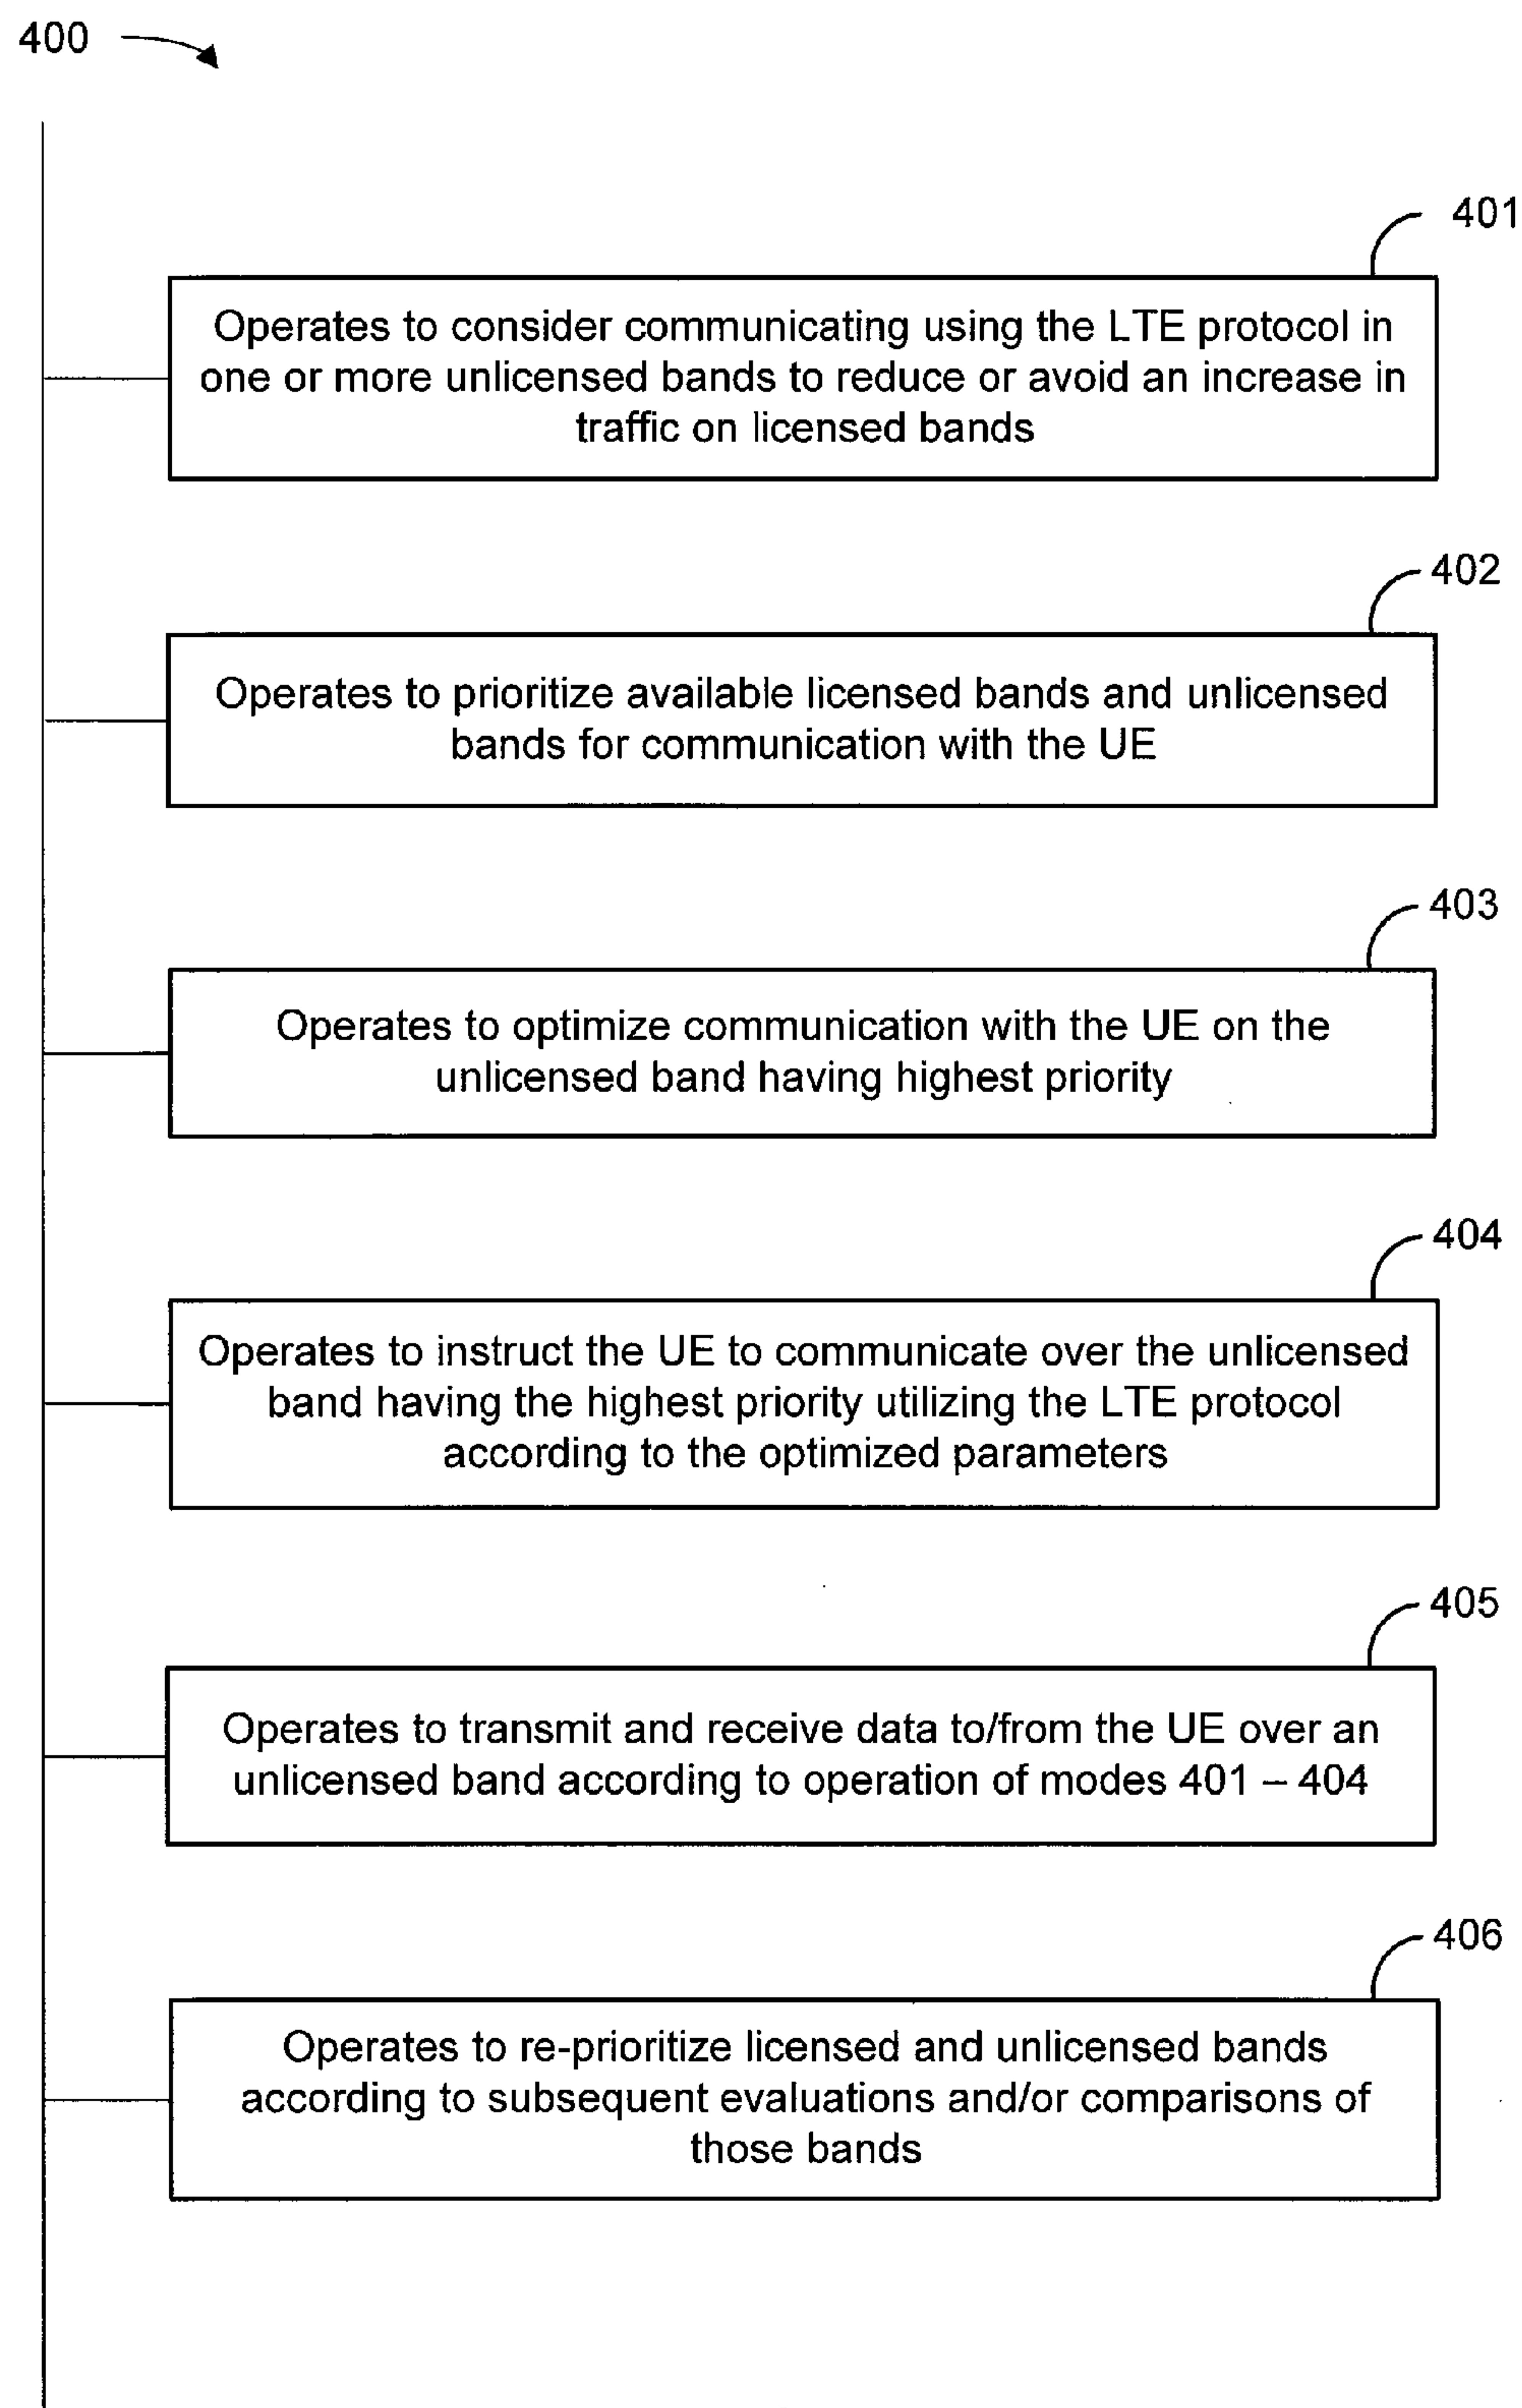 400
401
Operates to consider communicating using the LTE protocol in
one or more unlicensed bands to reduce or avoid an increase in
traffic on licensed bands
402
Operates to prioritize available licensed bands and unlicensed
bands for communication with the UE
403
Operates to optimize communication with the UE on the
unlicensed band having highest priority
404
Operates to instruct the UE to communicate over the unlicensed
band having the highest priority utilizing the LTE protocol
according to the optimized parameters
405
Operates to transmit and receive data to/from the UE over an
unlicensed band according to operation of modes 401 – 404
406
Operates to re-prioritize licensed and unlicensed bands
according to subsequent evaluations and/or comparisons of
those bands